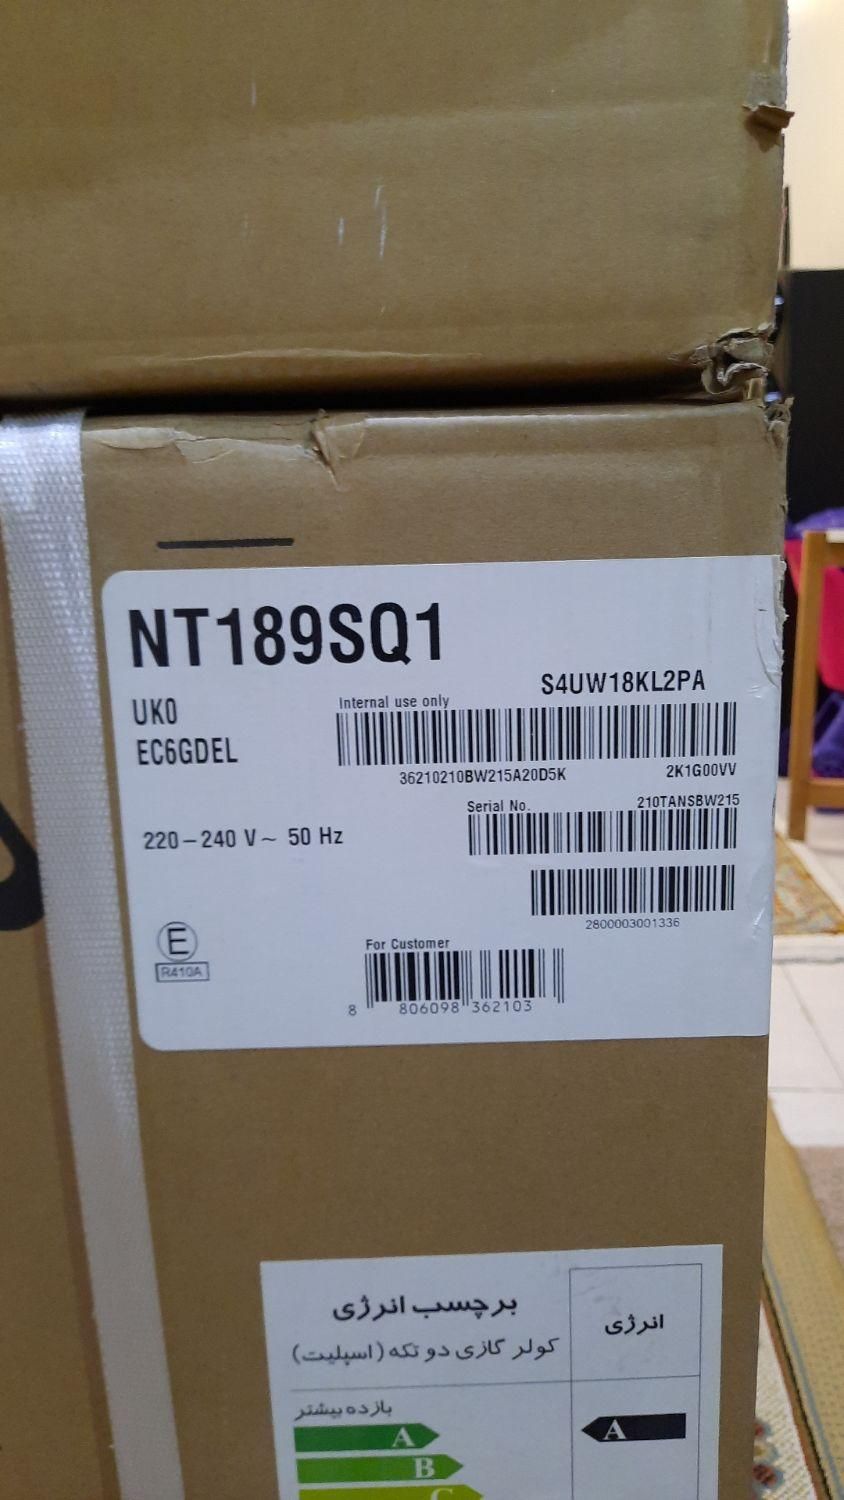 NT189SQ1
S4UW18KL2PA
UK0
Internal use only
EC6GDEL
36210210BW215A20D5K 2K1G00VV
Serial No. 210TANSBW215
220-240 V~ 50 Hz
2800003001336
E
R410A
For Customer
8 806098 362103
برچسب انرژی
کولر گازی دو تکه (اسپلیت)
انرژی
بازده بیشتر
A
A
B
C